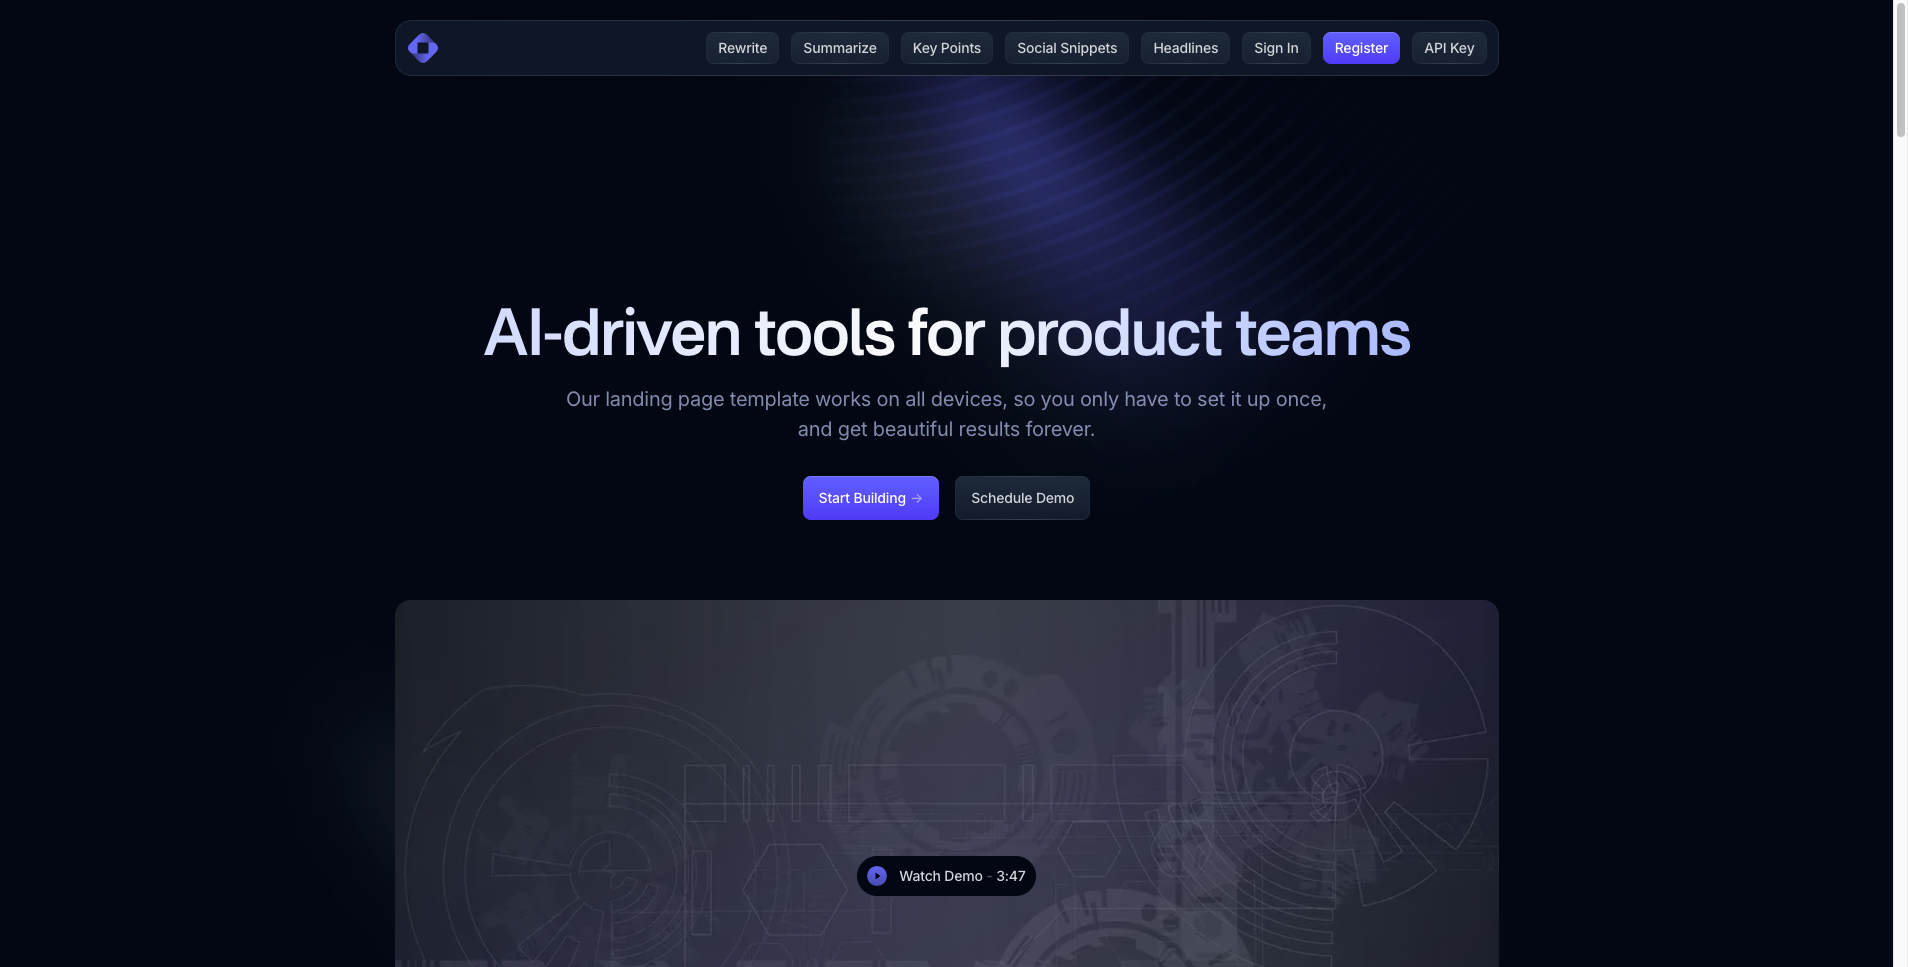 Rewrite
Summarize
Key Points
Social Snippets
Headlines
Sign In
Register
API Key
AI-driven tools for product teams
Our landing page template works on all devices, so you only have to set it up once,
and get beautiful results forever.
Start Building →
Schedule Demo
Watch Demo - 3:47